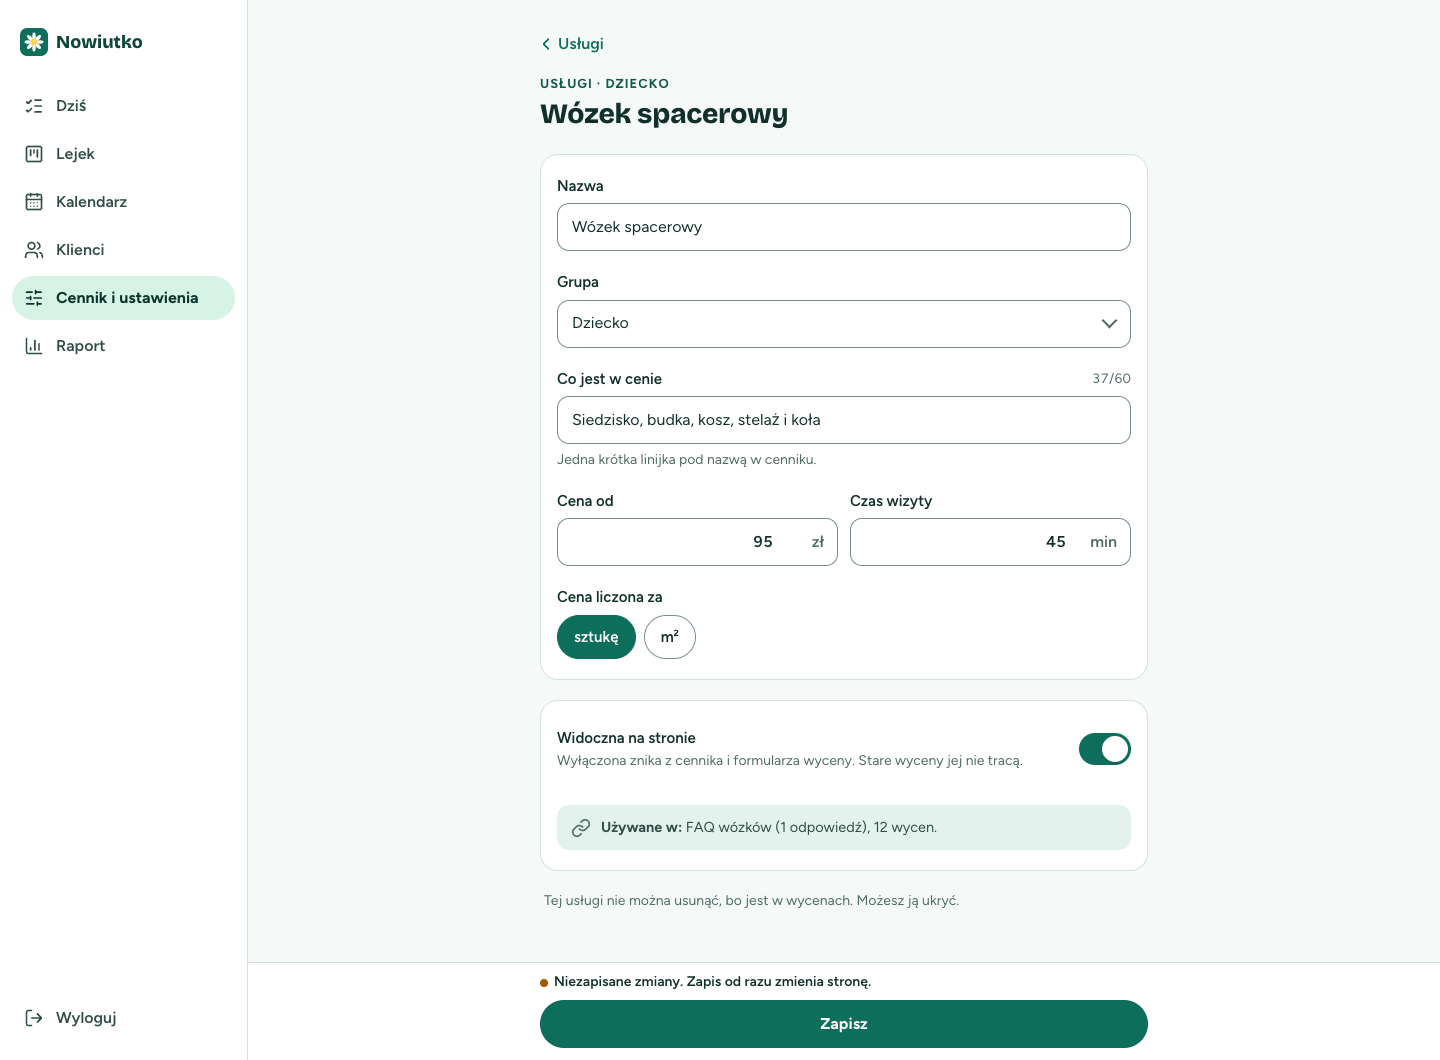 Nowiutko
Dziś
Lejek
Kalendarz
Klienci
Cennik i ustawienia
Raport
Wyloguj
Usługi
USŁUGI · DZIECKO
Wózek spacerowy
Nazwa
Wózek spacerowy
Grupa
Dziecko
Co jest w cenie 37/60
Siedzisko, budka, kosz, stelaż i koła
Jedna krótka linijka pod nazwą w cenniku.
Cena od Czas wizyty
95 zł 45 min
Cena liczona za
sztukę m²
Widoczna na stronie
Wyłączona znika z cennika i formularza wyceny. Stare wyceny jej nie tracą.
Używane w: FAQ wózków (1 odpowiedź), 12 wycen.
Tej usługi nie można usunąć, bo jest w wycenach. Możesz ją ukryć.
Niezapisane zmiany. Zapis od razu zmienia stronę.
Zapisz